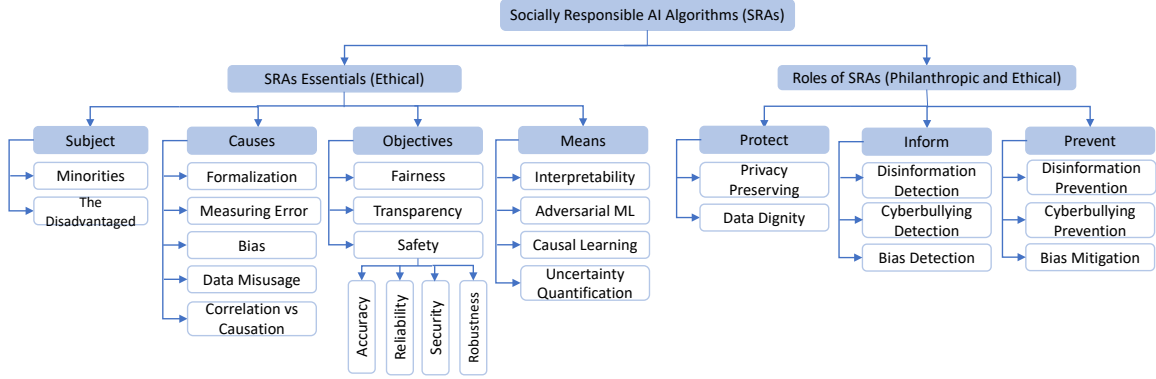 Socially Responsible AI Algorithms (SRAs)
SRAs Essentials (Ethical)
Roles of SRAs (Philanthropic and Ethical)
Subject
Causes
Objectives
Means
Protect
Inform
Prevent
Minorities
The
Disadvantaged
Formalization
Measuring Error
Bias
Data Misusage
Correlation vs
Causation
Fairness
Transparency
Safety
Accuracy
Reliability
Security
Robustness
Interpretability
Adversarial ML
Causal Learning
Uncertainty
Quantification
Privacy
Preserving
Data Dignity
Disinformation
Detection
Cyberbullying
Detection
Bias Detection
Disinformation
Prevention
Cyberbullying
Prevention
Bias Mitigation